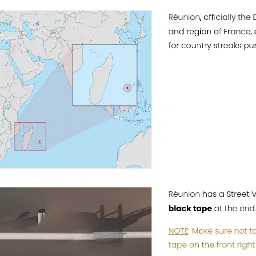 Réunion, officially the D
and region of France,
for country streaks pu
Réunion has a Street V
black tape at the end
NOTE: Make sure not to
tape on the front right